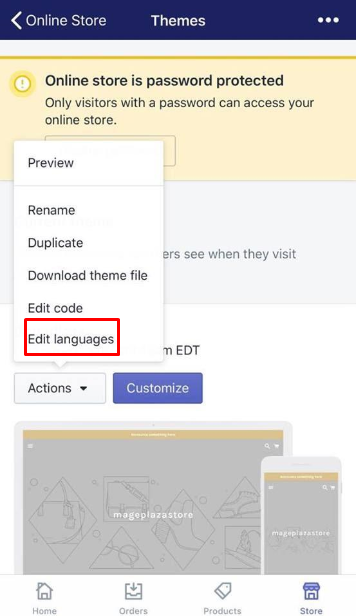 Online Store
Themes
Online store is password protected
Only visitors with a password can access your
online store.
Preview
Rename
Duplicate
Download theme file
Edit code
Edit languages
ers see when they visit
m EDT
Actions
Customize
mageplazastore
mageplazastore
Home
Orders
Products
Store